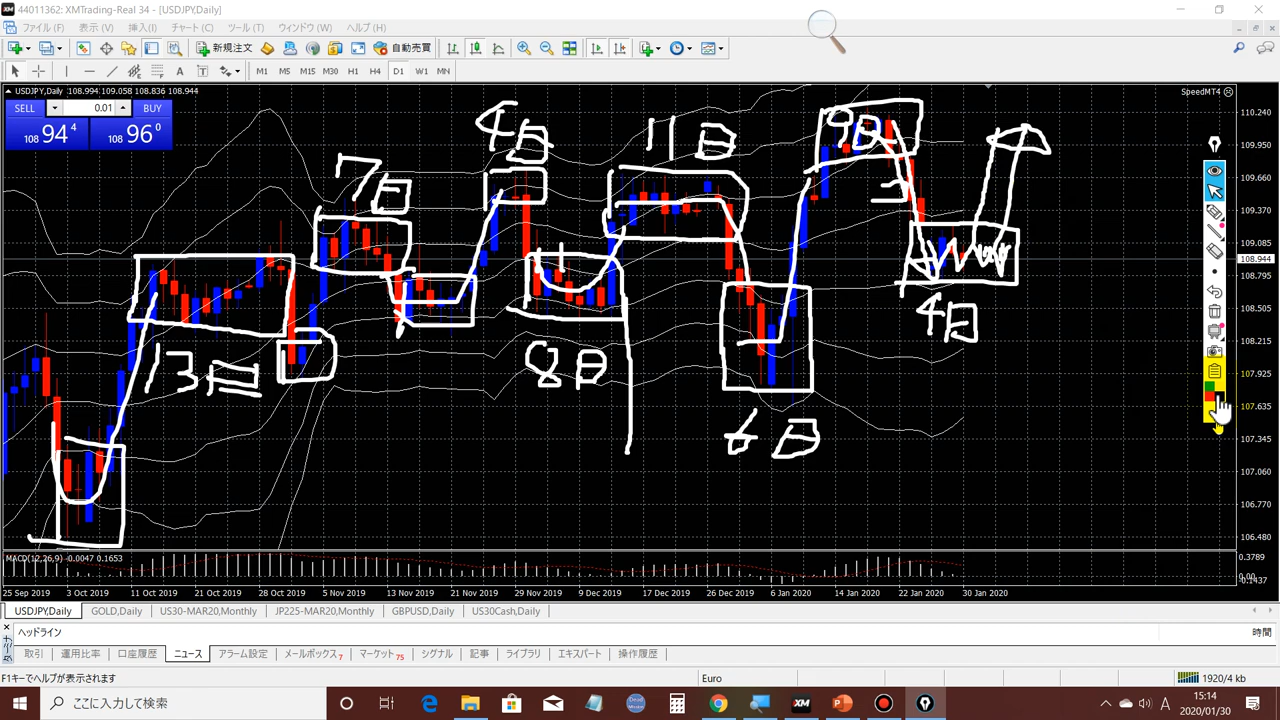 44011362: XMTrading-Real 34 - [USDJPY,Daily]
ファイル (F) 表示 (V) 挿入(I) チャート (C) ツール (T) ウィンドウ (W) ヘルプ (H)
新規注文 自動売買
M1 M5 M15 M30 H1 H4 D1 W1 MN
USDJPY,Daily 108.994 109.110 108.836 108.944
SpeedMT4
SELL 0.01 BUY
108 94 4 108 96 0
110.240
109.950
109.660
109.370
109.085
108.944
108.795
108.505
108.215
107.925
107.635
107.345
107.060
106.770
106.480
4日
11日
9日
7日
3
4日
13日
8日
6日
MACD(12,26,9) -0.0047 0.1653
0.3789
0.00
25 Sep 2019 3 Oct 2019 11 Oct 2019 21 Oct 2019 28 Oct 2019 5 Nov 2019 13 Nov 2019 21 Nov 2019 29 Nov 2019 9 Dec 2019 17 Dec 2019 26 Dec 2019 6 Jan 2020 14 Jan 2020 22 Jan 2020 30 Jan 2020
USDJPY,Daily GOLD,Daily US30-MAR20,Monthly JP225-MAR20,Monthly GBPUSD,Daily US30Cash,Daily
ヘッドライン 時間
取引 運用比率 口座履歴 ニュース アラーム設定 メールボックス7 マーケット75 シグナル 記事 ライブラリ エキスパート 操作履歴
F1キーでヘルプが表示されます Euro 1920/4 kb
ここに入力して検索
XM
A
15:14
2020/01/30